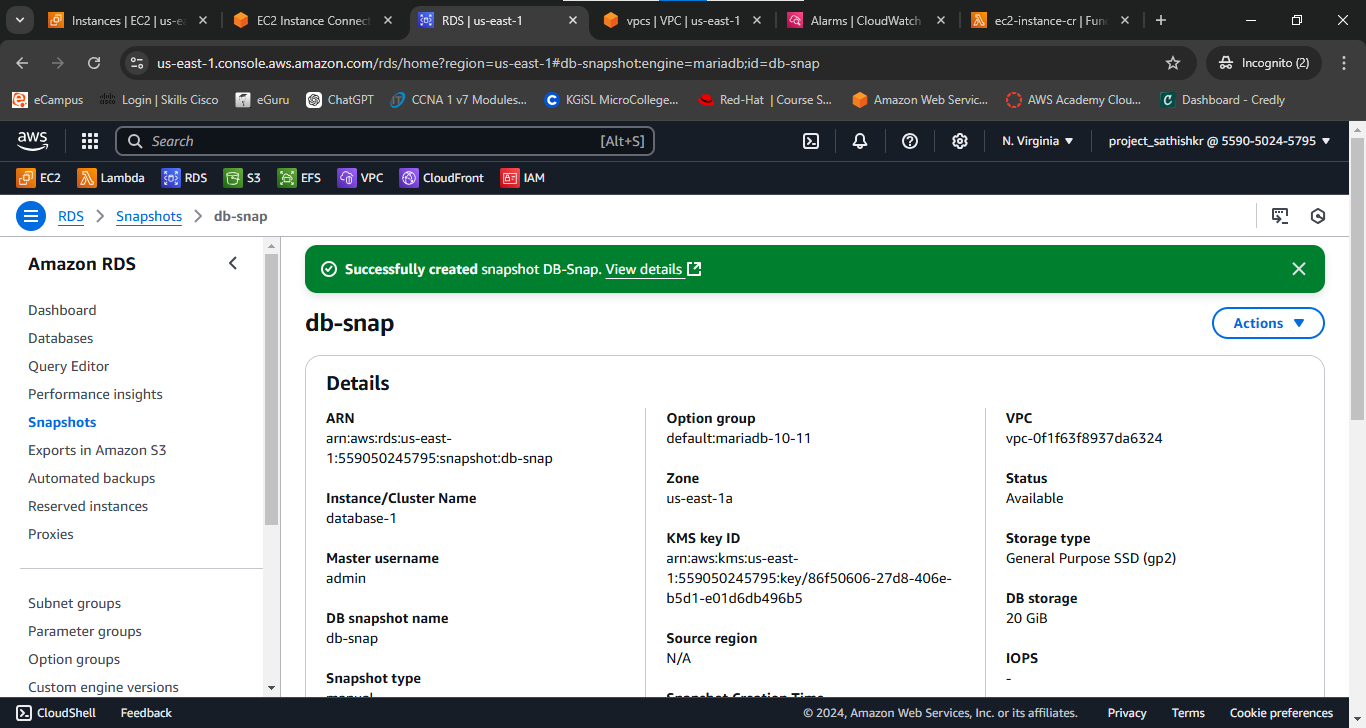 Instances | EC2 | us-ea
EC2 Instance Connect
RDS | us-east-1
vpcs | VPC | us-east-1
Alarms | CloudWatch
ec2-instance-cr | Fun
us-east-1.console.aws.amazon.com/rds/home?region=us-east-1#db-snapshot:engine=mariadb;id=db-snap
Incognito (2)
eCampus
Login | Skills Cisco
eGuru
ChatGPT
CCNA 1 v7 Modules...
KGiSL MicroCollege...
Red-Hat | Course S...
Amazon Web Servic...
AWS Academy Clou...
Dashboard - Credly
aws
Search
[Alt+S]
N. Virginia
project_sathishkr @ 5590-5024-5795
EC2
Lambda
RDS
S3
EFS
VPC
CloudFront
IAM
RDS
Snapshots
db-snap
Amazon RDS
Dashboard
Databases
Query Editor
Performance insights
Snapshots
Exports in Amazon S3
Automated backups
Reserved instances
Proxies
Subnet groups
Parameter groups
Option groups
Custom engine versions
Successfully created snapshot DB-Snap. View details
db-snap
Actions
Details
ARN
arn:aws:rds:us-east-
1:559050245795:snapshot:db-snap
Instance/Cluster Name
database-1
Master username
admin
DB snapshot name
db-snap
Snapshot type
manual
Option group
default:mariadb-10-11
Zone
us-east-1a
KMS key ID
arn:aws:kms:us-east-
1:559050245795:key/86f50606-27d8-406e-
b5d1-e01d6db496b5
Source region
N/A
Snapshot Creation Time
VPC
vpc-0f1f63f8937da6324
Status
Available
Storage type
General Purpose SSD (gp2)
DB storage
20 GiB
IOPS
-
CloudShell
Feedback
© 2024, Amazon Web Services, Inc. or its affiliates.
Privacy
Terms
Cookie preferences